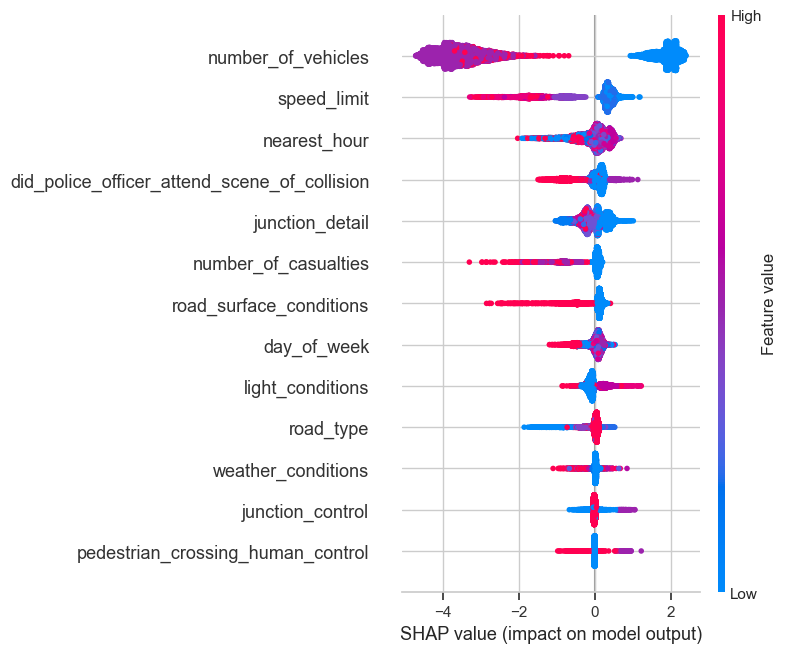 High
number_of_vehicles
speed_limit
nearest_hour
did_police_officer_attend_scene_of_collision
junction_detail
number_of_casualties
road_surface_conditions
day_of_week
light_conditions
road_type
weather_conditions
junction_control
pedestrian_crossing_human_control
Feature value
Low
−4 −2 0 2
SHAP value (impact on model output)